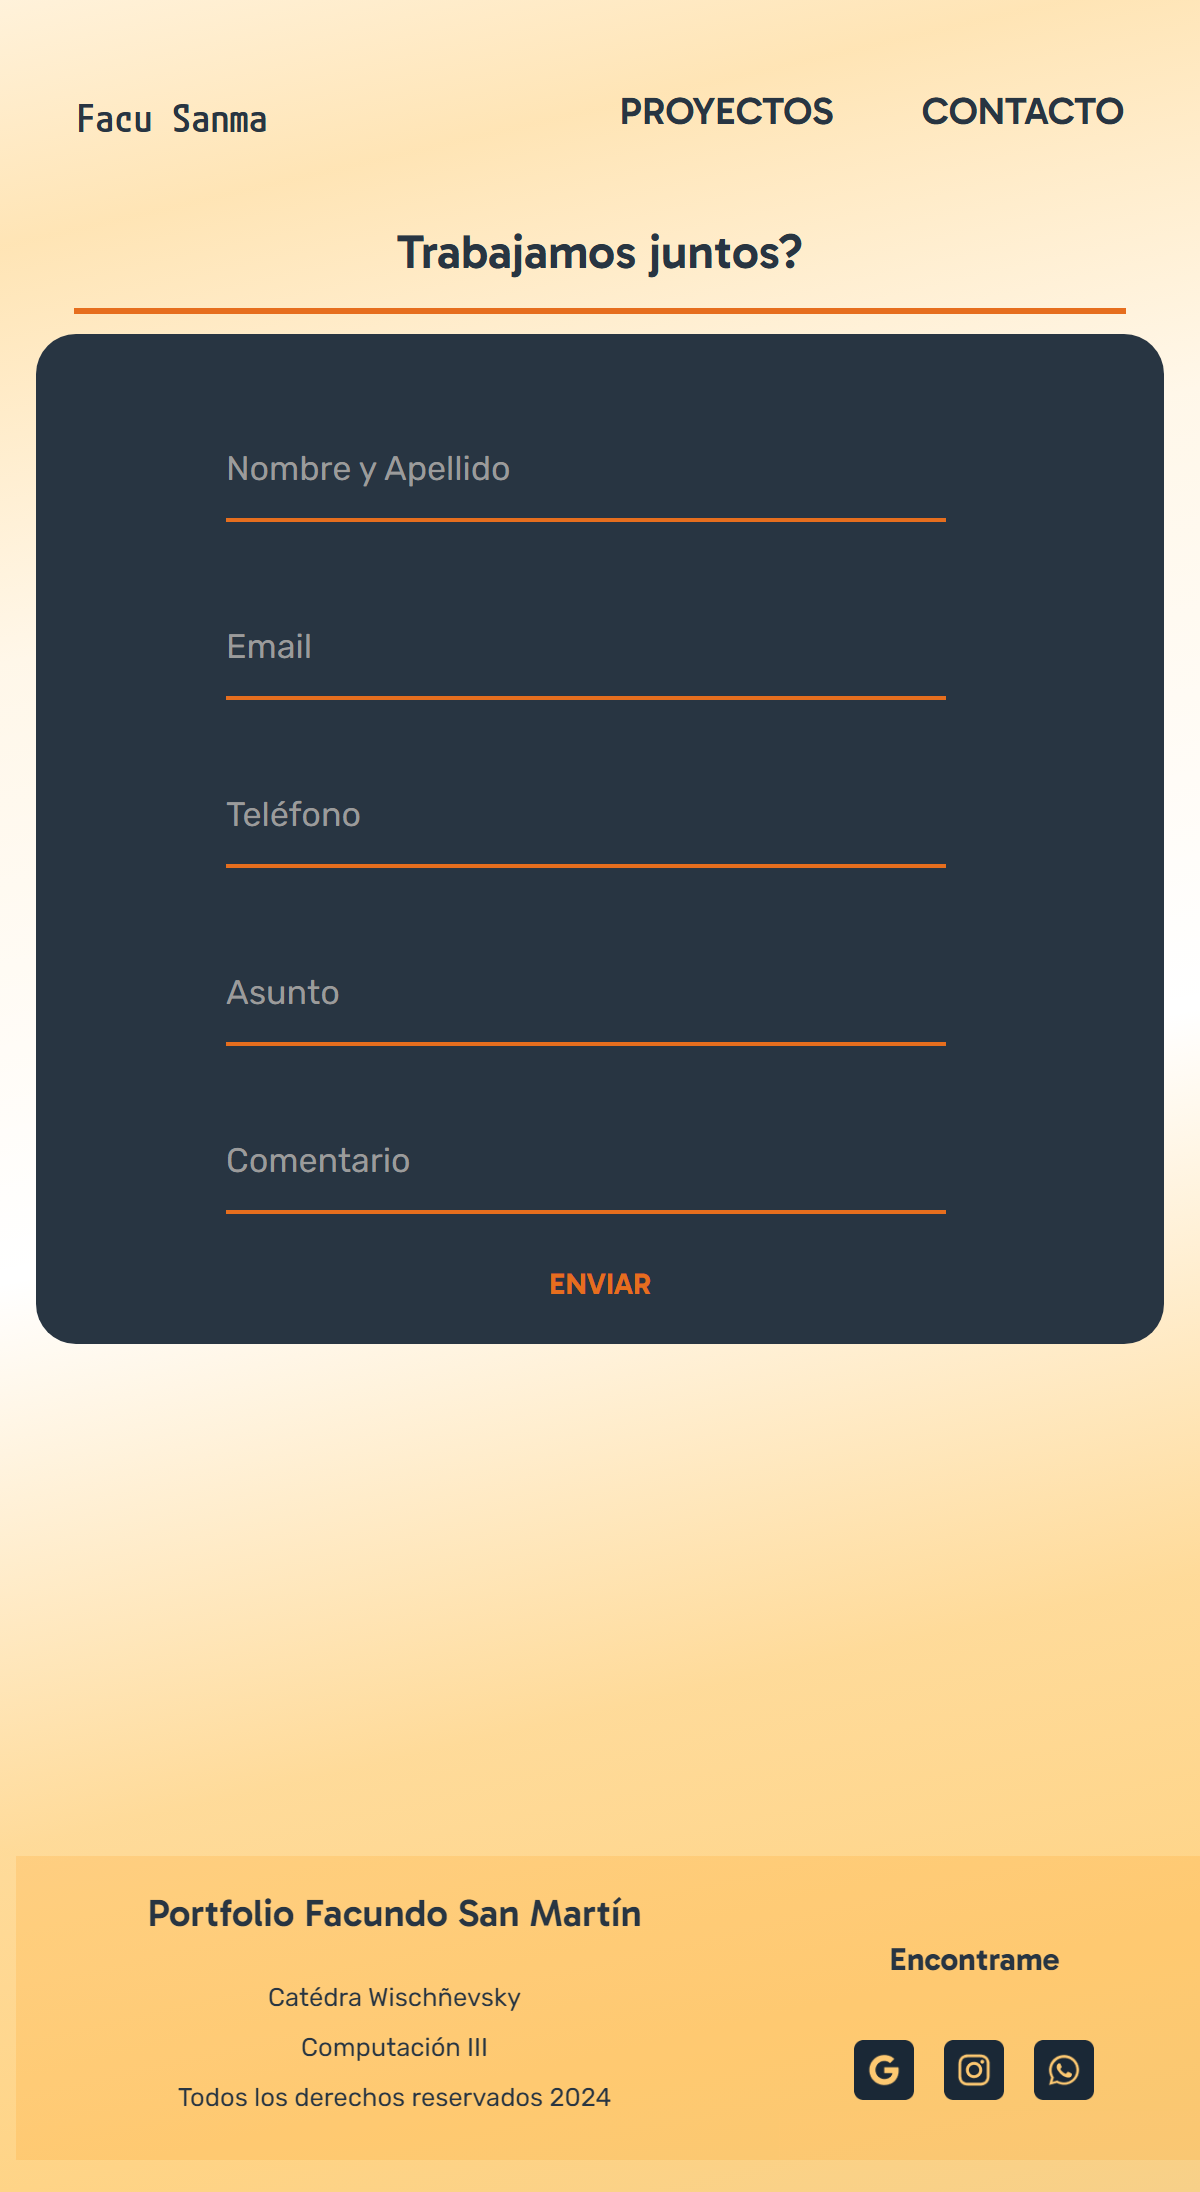 Facu Sanma
PROYECTOS CONTACTO
Trabajamos juntos?
Nombre y Apellido
Email
Teléfono
Asunto
Comentario
ENVIAR
Portfolio Facundo San Martín
Catédra Wischñevsky
Computación III
Todos los derechos reservados 2024
Encontrame